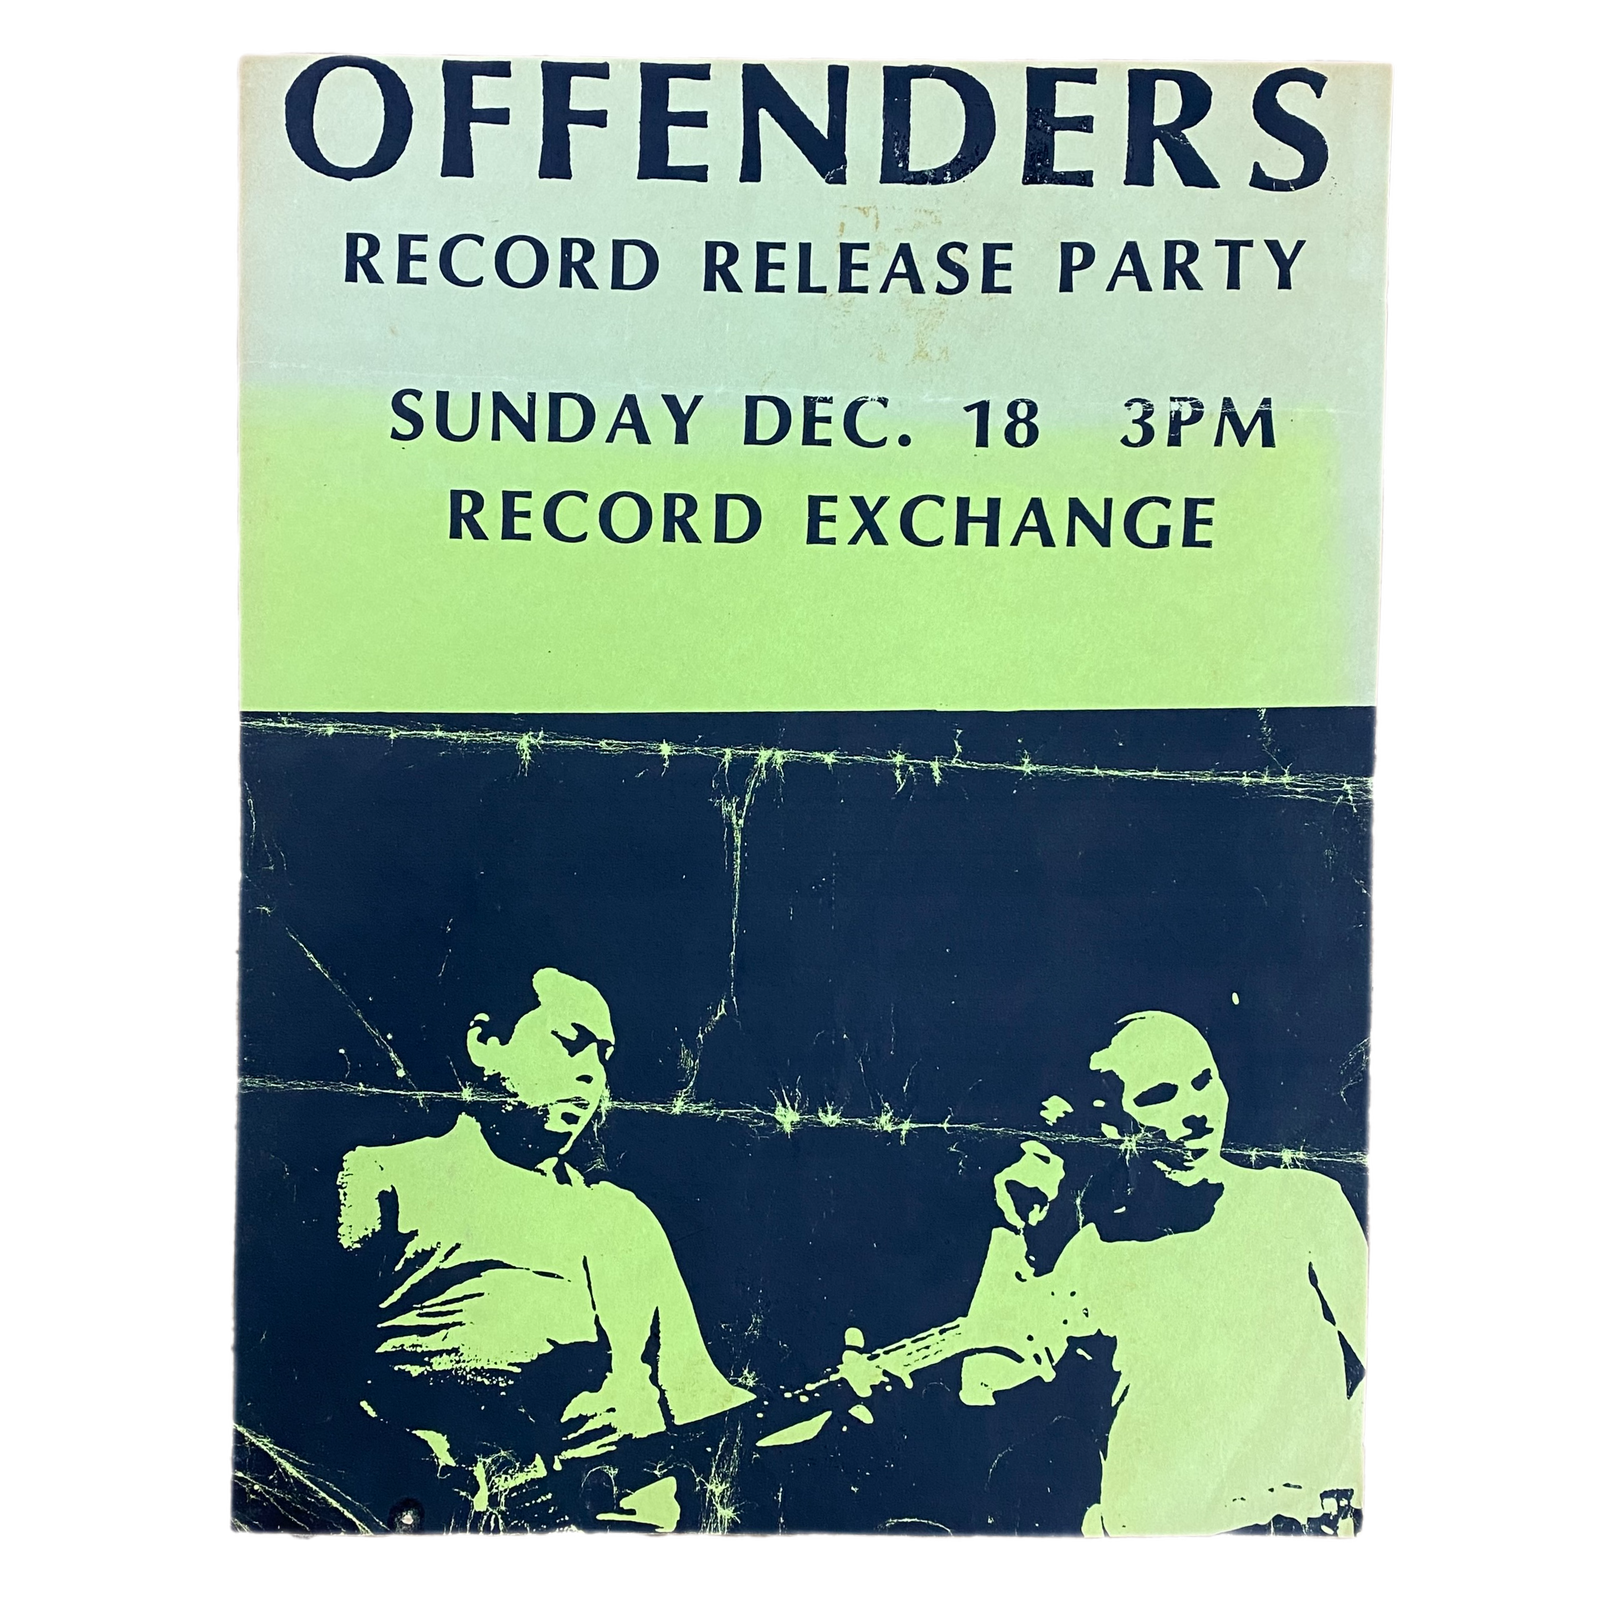 OFFENDERS
RECORD RELEASE PARTY
SUNDAY DEC. 18 3PM
RECORD EXCHANGE